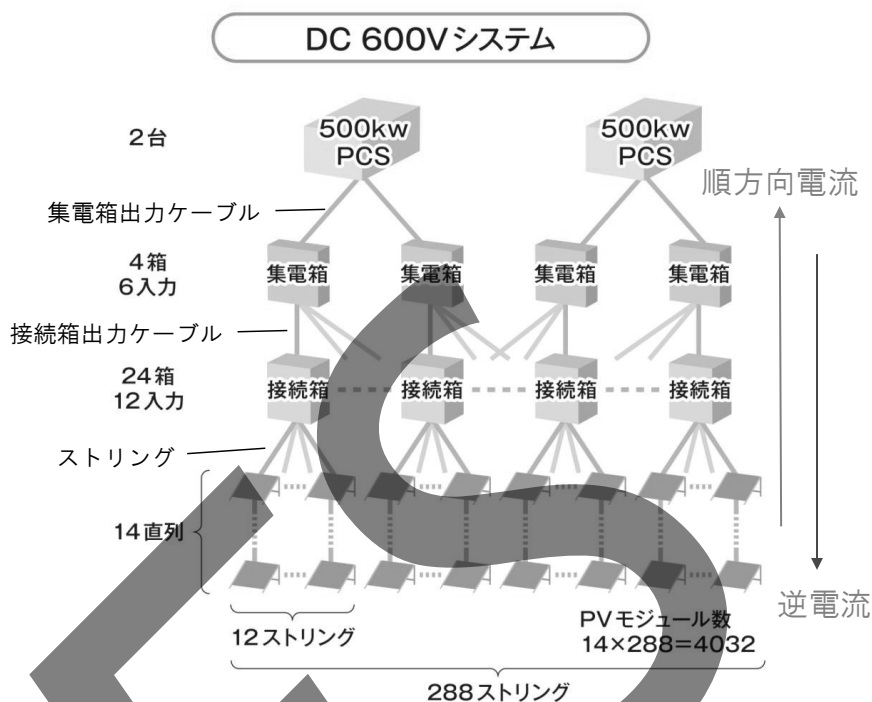 DC 600Vシステム
2台
500kw
PCS
500kw
PCS
順方向電流
集電箱出力ケーブル
4箱
6入力
集電箱
集電箱
集電箱
集電箱
接続箱出力ケーブル
24箱
12入力
接続箱
接続箱
接続箱
接続箱
ストリング
14直列
逆電流
12ストリング
PVモジュール数
14×288=4032
288ストリング